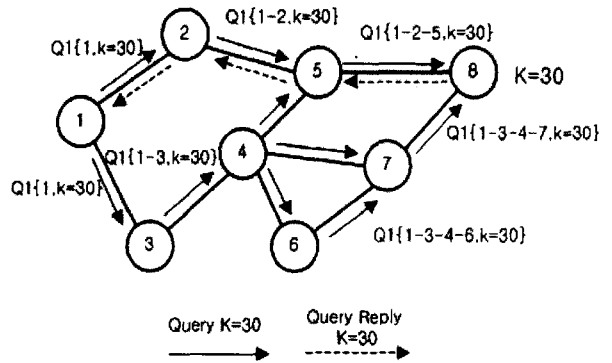 2
Q1{1-2,k=30}
Q1{1-2-5,k=30}
Q1{1,k=30}
5
8
K=30
1
4
Q1{1-3-4-7,k=30}
Q1{1-3,k=30}
7
Q1{1,k=30}
3
6
Q1{1-3-4-6,k=30}
Query K=30
Query Reply
K=30